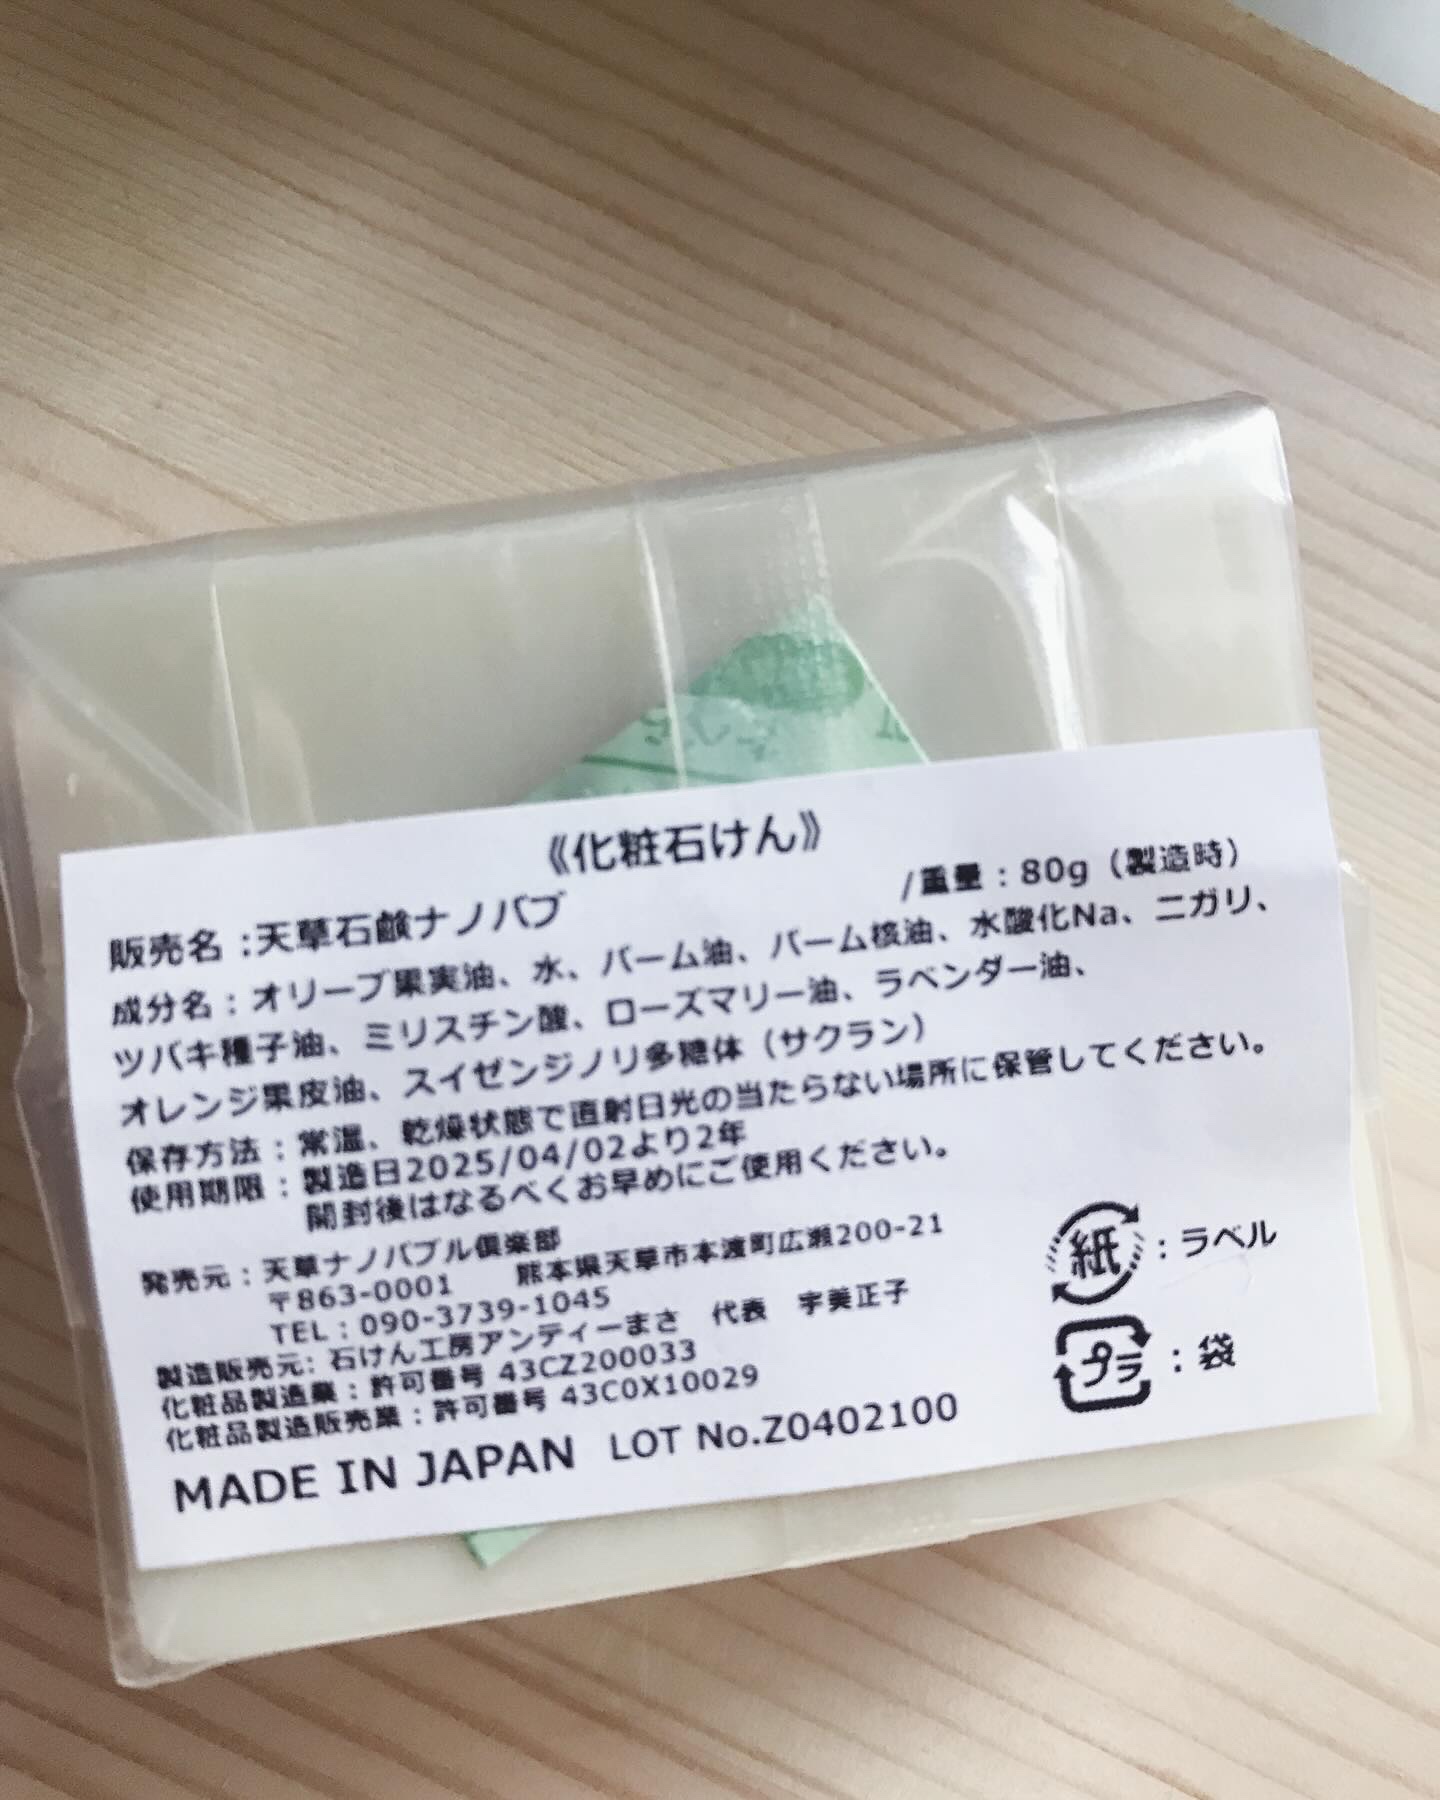 《化粧石けん》
販売名：天草石鹸ナノバブ /重量：80g（製造時）
成分名：オリーブ果実油、水、パーム油、パーム核油、水酸化Na、ニガリ、
ツバキ種子油、ミリスチン酸、ローズマリー油、ラベンダー油、
オレンジ果皮油、スイゼンジノリ多糖体（サクラン）
保存方法：常温、乾燥状態で直射日光の当たらない場所に保管してください。
使用期限：製造日2025/04/02より2年
開封後はなるべくお早めにご使用ください。
発売元：天草ナノバブル倶楽部
〒863-0001 熊本県天草市本渡町広瀬200-21
TEL：090-3739-1045
製造販売元：石けん工房アンティーまさ 代表 宇美正子
化粧品製造業：許可番号 43CZ200033
化粧品製造販売業：許可番号 43C0X10029
MADE IN JAPAN LOT No.Z0402100
紙：ラベル
プラ：袋